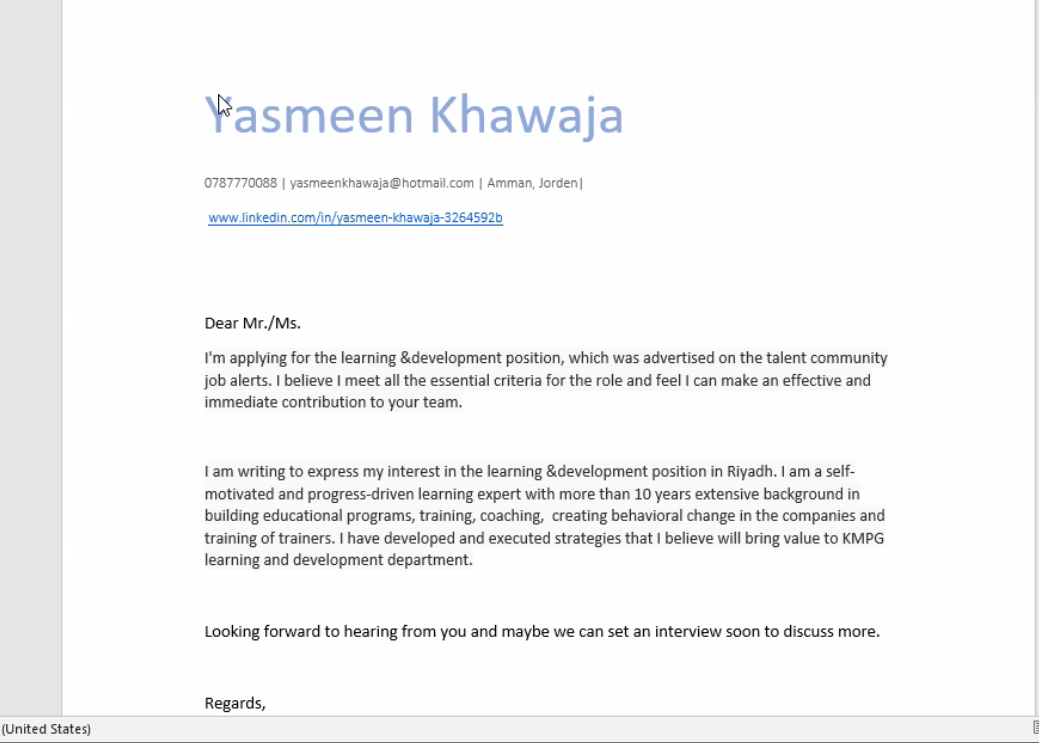 Yasmeen Khawaja
0787770088 | yasmeenkhawaja@hotmail.com | Amman, Jorden|
www.linkedin.com/in/yasmeen-khawaja-3264592b
Dear Mr./Ms.
I'm applying for the learning &development position, which was advertised on the talent community
job alerts. I believe I meet all the essential criteria for the role and feel I can make an effective and
immediate contribution to your team.
I am writing to express my interest in the learning &development position in Riyadh. I am a self-
motivated and progress-driven learning expert with more than 10 years extensive background in
building educational programs, training, coaching,  creating behavioral change in the companies and
training of trainers. I have developed and executed strategies that I believe will bring value to KMPG
learning and development department.
Looking forward to hearing from you and maybe we can set an interview soon to discuss more.
Regards,
(United States)